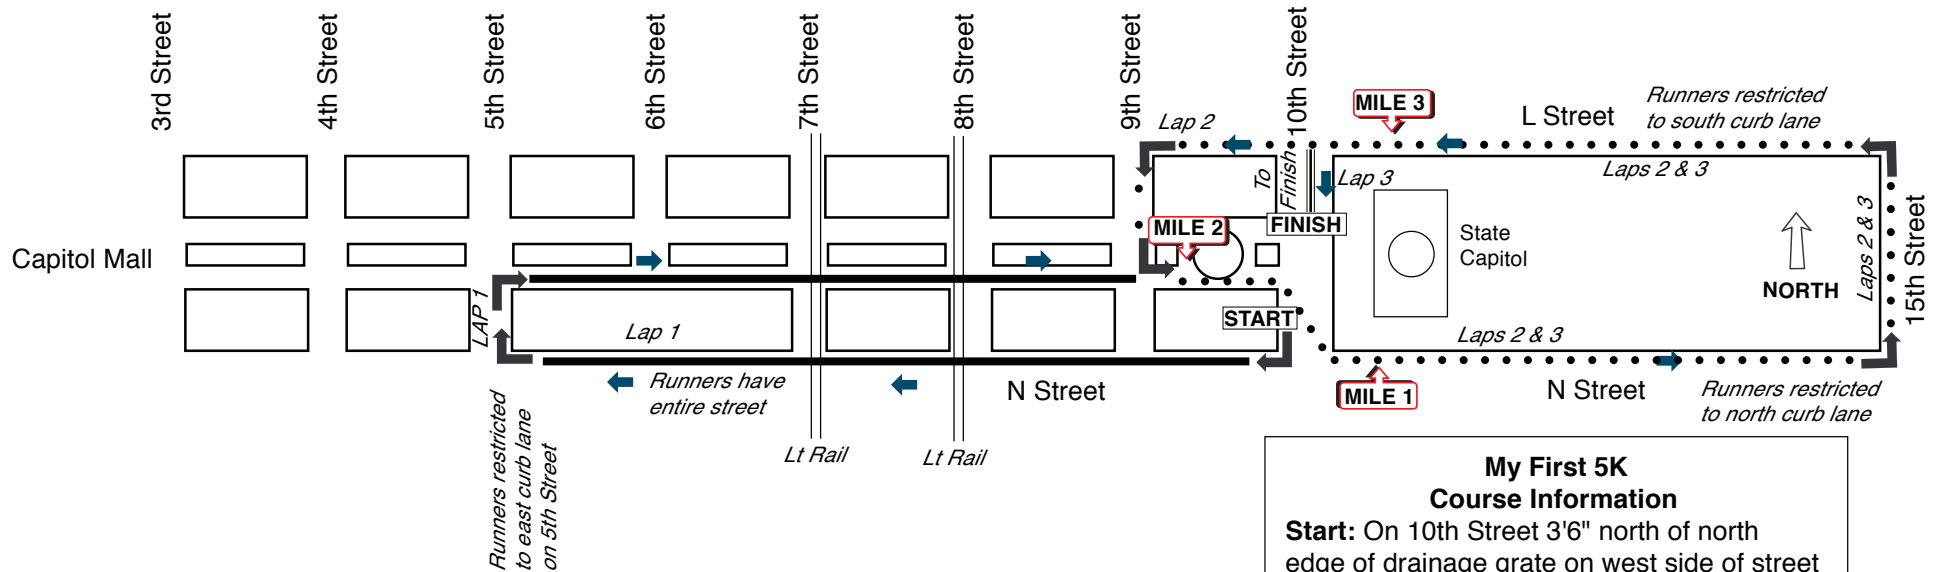 3rd Street
4th Street
5th Street
6th Street
7th Street
8th Street
9th Street
10th Street
Lap 2
MILE 3
L Street
Runners restricted
to south curb lane
Laps 2 & 3
To
Finish
Lap 3
FINISH
MILE 2
State
Capitol
NORTH
Laps 2 & 3
15th Street
Capitol Mall
LAP 1
Lap 1
START
Laps 2 & 3
Runners have
entire street
N Street
MILE 1
N Street
Runners restricted
to north curb lane
Runners restricted
to east curb lane
on 5th Street
Lt Rail
Lt Rail
My First 5K
Course Information
Start: On 10th Street 3'6" north of north
edge of drainage grate on west side of street